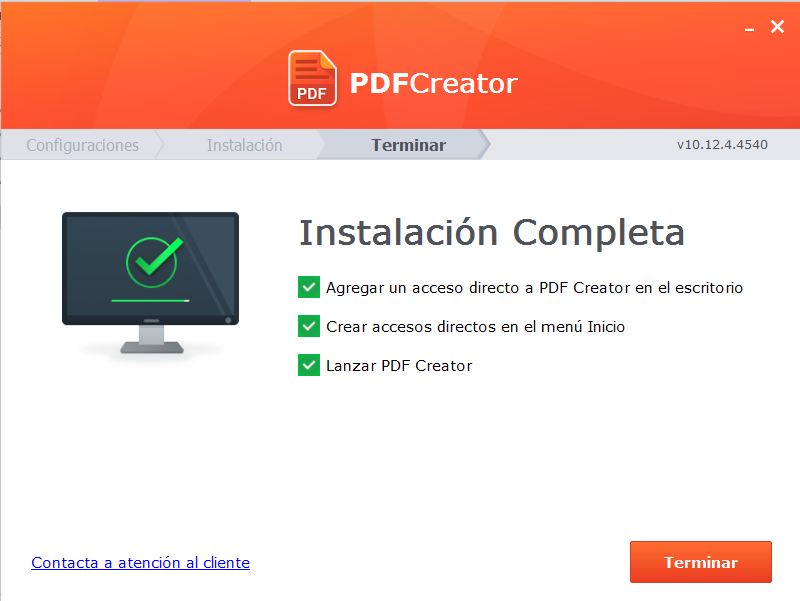 PDF
PDFCreator
Configuraciones
Instalación
Terminar
v10.12.4.4540
Instalación Completa
Agregar un acceso directo a PDF Creator en el escritorio
Crear accesos directos en el menú Inicio
Lanzar PDF Creator
Contacta a atención al cliente
Terminar